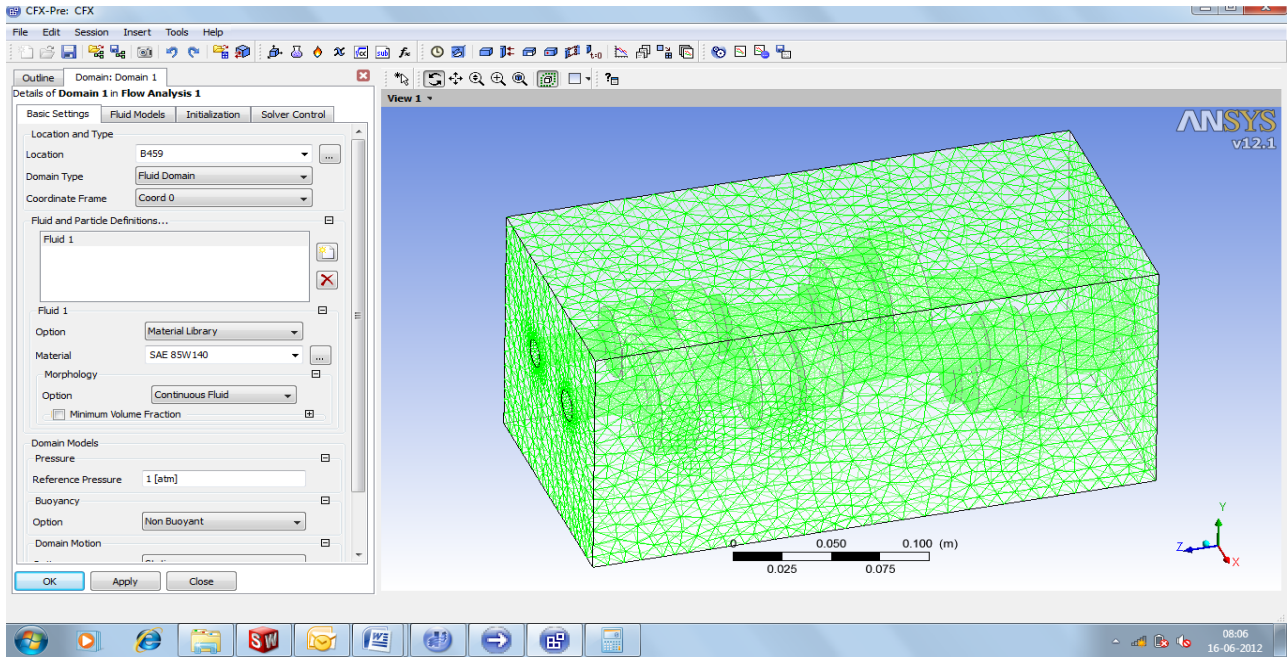 CFX-Pre: CFX
File Edit Session Insert Tools Help
Outline Domain: Domain 1
Details of Domain 1 in Flow Analysis 1
Basic Settings Fluid Models Initialization Solver Control
Location and Type
Location B459 ...
Domain Type Fluid Domain
Coordinate Frame Coord 0
Fluid and Particle Definitions...
Fluid 1
Fluid 1
Option Material Library
Material SAE 85W140 ...
Morphology
Option Continuous Fluid
Minimum Volume Fraction
Domain Models
Pressure
Reference Pressure 1 [atm]
Buoyancy
Option Non Buoyant
Domain Motion
OK Apply Close
View 1
ANSYS
v12.1
0 0.050 0.100 (m)
0.025 0.075
Y
Z
X
08:06
16-06-2012